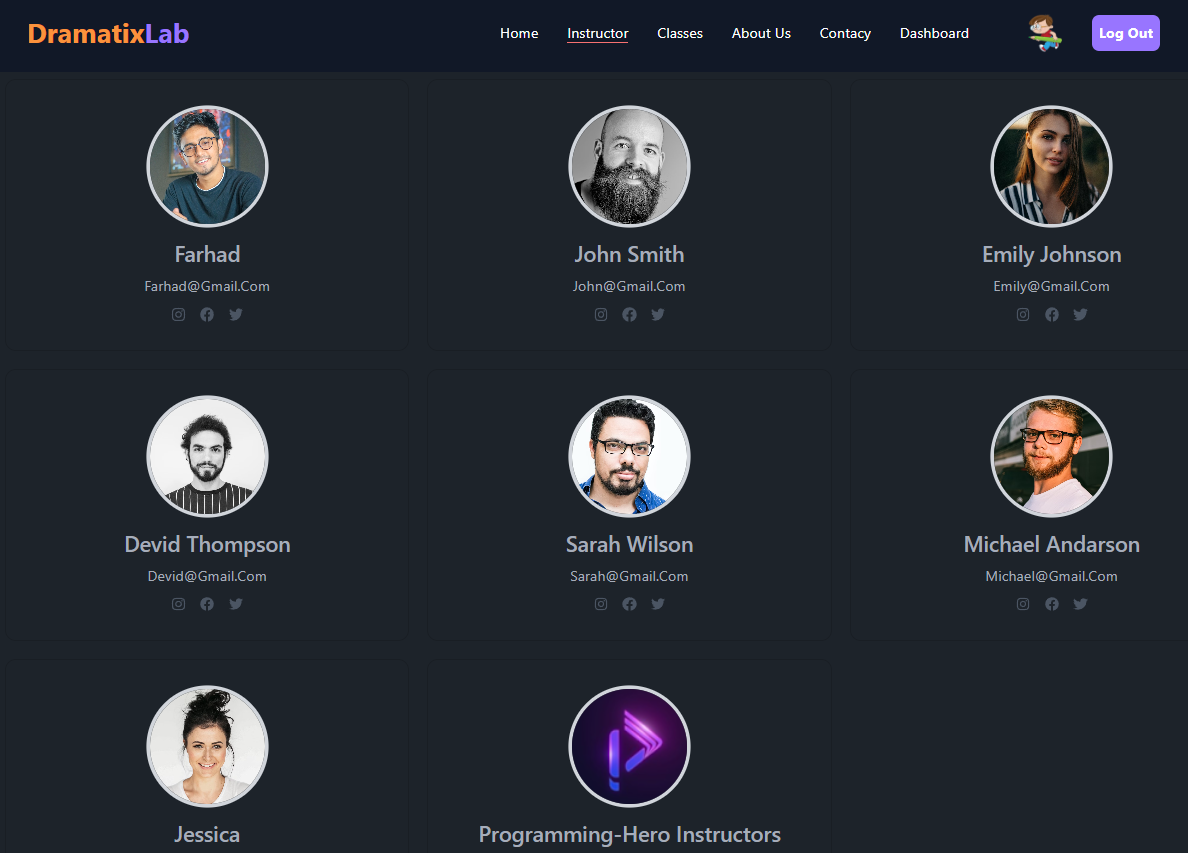 DramatixLab
Home Instructor Classes About Us Contacy Dashboard Log Out
Farhad
Farhad@Gmail.Com
John Smith
John@Gmail.Com
Emily Johnson
Emily@Gmail.Com
Devid Thompson
Devid@Gmail.Com
Sarah Wilson
Sarah@Gmail.Com
Michael Andarson
Michael@Gmail.Com
Jessica
Programming-Hero Instructors